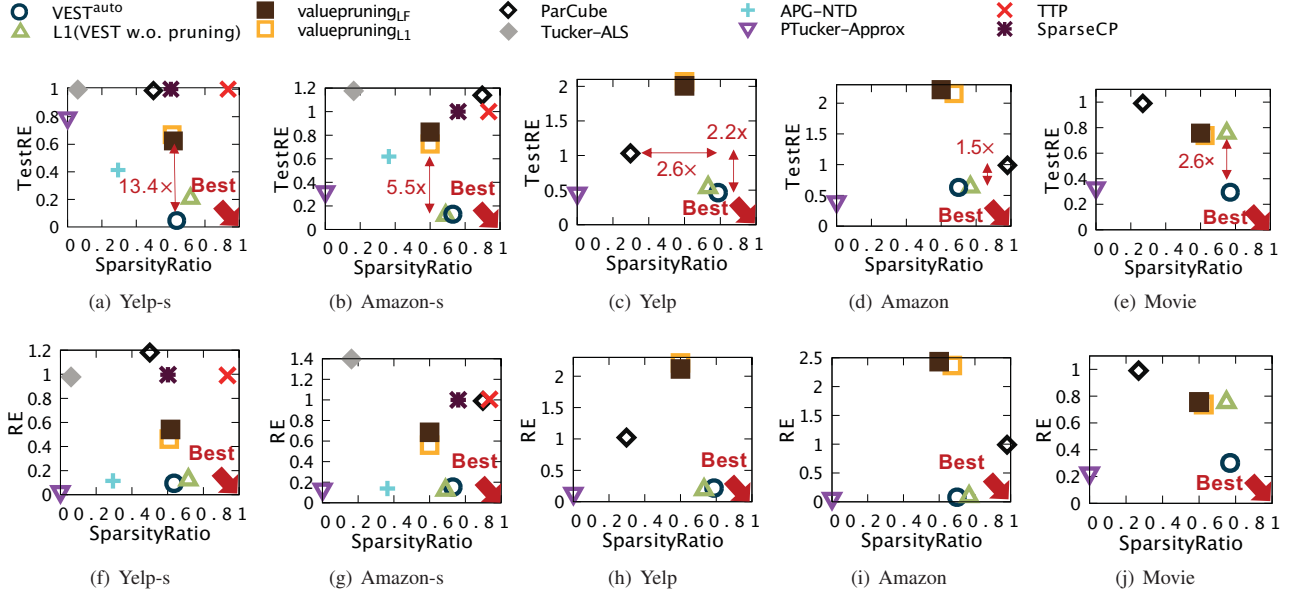 VEST^auto valuepruning_LF ParCube APG-NTD TTP
L1(VEST w.o. pruning) valuepruning_L1 Tucker-ALS PTucker-Approx SparseCP
TestRE
1
0.8
0.6
0.4
0.2
0
13.4×
Best
0 0.2 0.4 0.6 0.8 1
SparsityRatio
(a) Yelp-s
TestRE
1.2
1
0.8
0.6
0.4
0.2
0
5.5x
Best
0 0.2 0.4 0.6 0.8 1
SparsityRatio
(b) Amazon-s
TestRE
2
1.5
1
0.5
0
2.2x
2.6×
Best
0 0.2 0.4 0.6 0.8 1
SparsityRatio
(c) Yelp
TestRE
2
1.5
1
0.5
0
1.5×
Best
0 0.2 0.4 0.6 0.8 1
SparsityRatio
(d) Amazon
TestRE
1
0.8
0.6
0.4
0.2
0
2.6×
Best
0 0.2 0.4 0.6 0.8 1
SparsityRatio
(e) Movie
RE
1.2
1
0.8
0.6
0.4
0.2
0
Best
0 0.2 0.4 0.6 0.8 1
SparsityRatio
(f) Yelp-s
RE
1.4
1.2
1
0.8
0.6
0.4
0.2
0
Best
0 0.2 0.4 0.6 0.8 1
SparsityRatio
(g) Amazon-s
RE
2
1.5
1
0.5
0
Best
0 0.2 0.4 0.6 0.8 1
SparsityRatio
(h) Yelp
RE
2.5
2
1.5
1
0.5
0
Best
0 0.2 0.4 0.6 0.8 1
SparsityRatio
(i) Amazon
RE
1
0.8
0.6
0.4
0.2
0
Best
0 0.2 0.4 0.6 0.8 1
SparsityRatio
(j) Movie